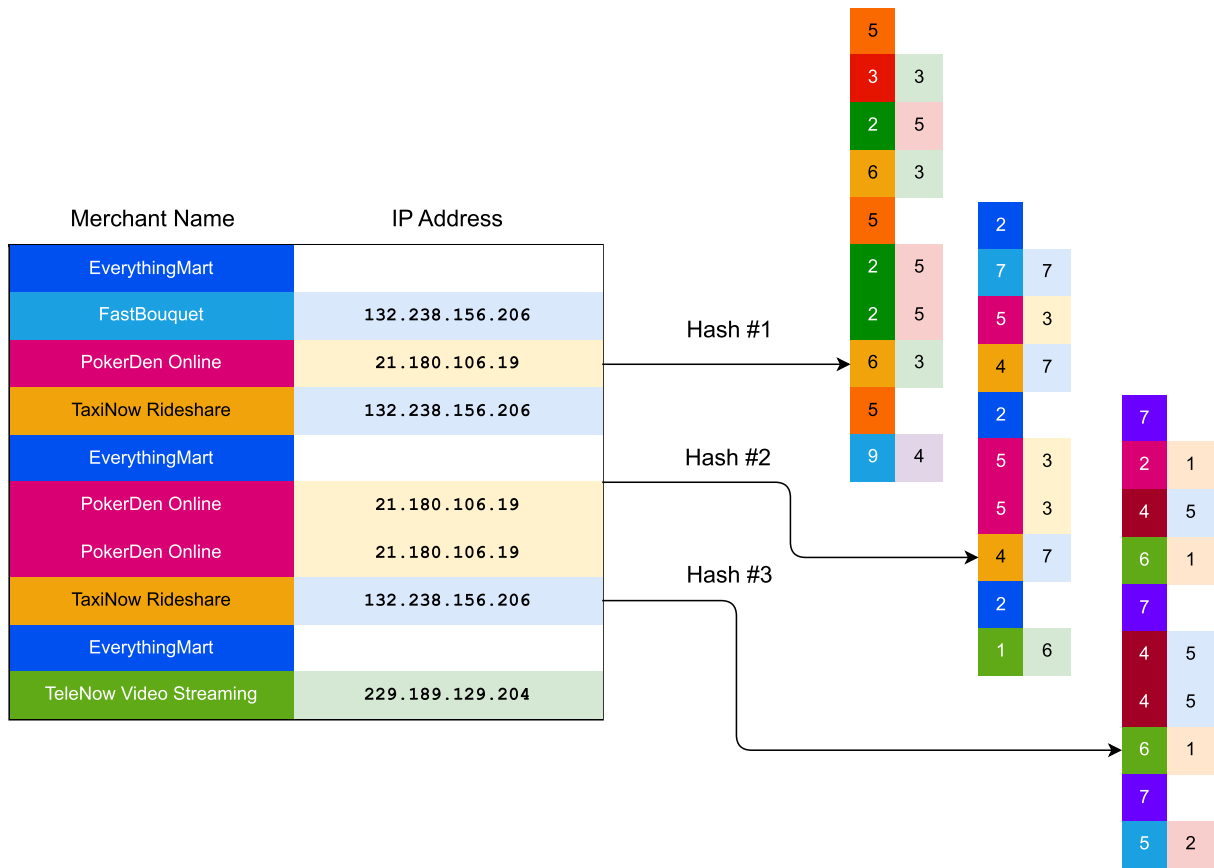 Merchant Name IP Address
EverythingMart
FastBouquet 132.238.156.206
PokerDen Online 21.180.106.19
TaxiNow Rideshare 132.238.156.206
EverythingMart
PokerDen Online 21.180.106.19
PokerDen Online 21.180.106.19
TaxiNow Rideshare 132.238.156.206
EverythingMart
TeleNow Video Streaming 229.189.129.204
Hash #1
5
3 3
2 5
6 3
5
2 5
2 5
6 3
5
9 4
Hash #2
2
7 7
5 3
4 7
2
5 3
5 3
4 7
2
1 6
Hash #3
7
2 1
4 5
6 1
7
4 5
4 5
6 1
7
5 2